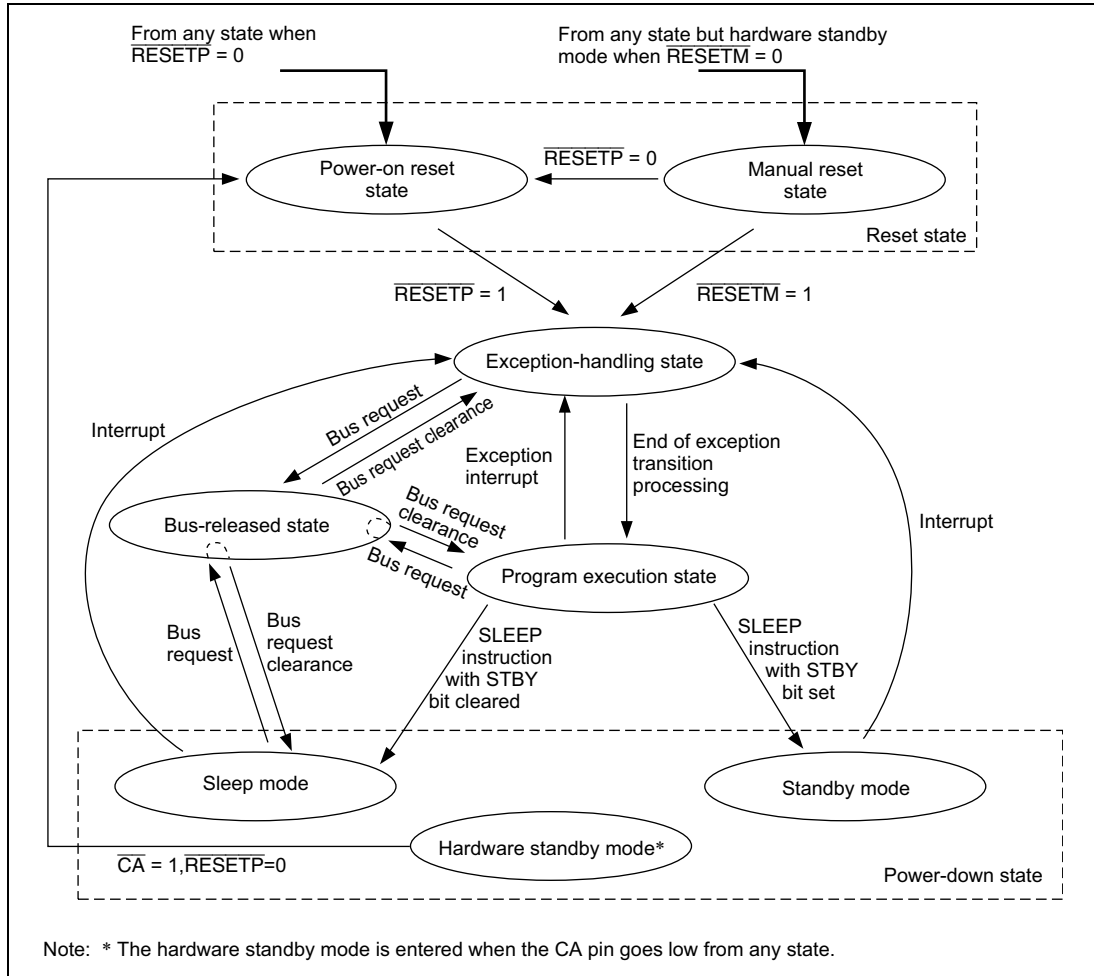 From any state when
RESETP = 0
From any state but hardware standby
mode when RESETM = 0
Power-on reset
state
RESETP = 0
Manual reset
state
Reset state
RESETP = 1
RESETM = 1
Exception-handling state
Interrupt
Bus request
Bus request clearance
Exception
interrupt
End of exception
transition
processing
Interrupt
Bus-released state
Bus request
clearance
Bus request
Program execution state
Bus
request
Bus
request
clearance
SLEEP
instruction
with STBY
bit cleared
SLEEP
instruction
with STBY
bit set
Sleep mode
Standby mode
Hardware standby mode*
CA = 1,RESETP=0
Power-down state
Note: * The hardware standby mode is entered when the CA pin goes low from any state.